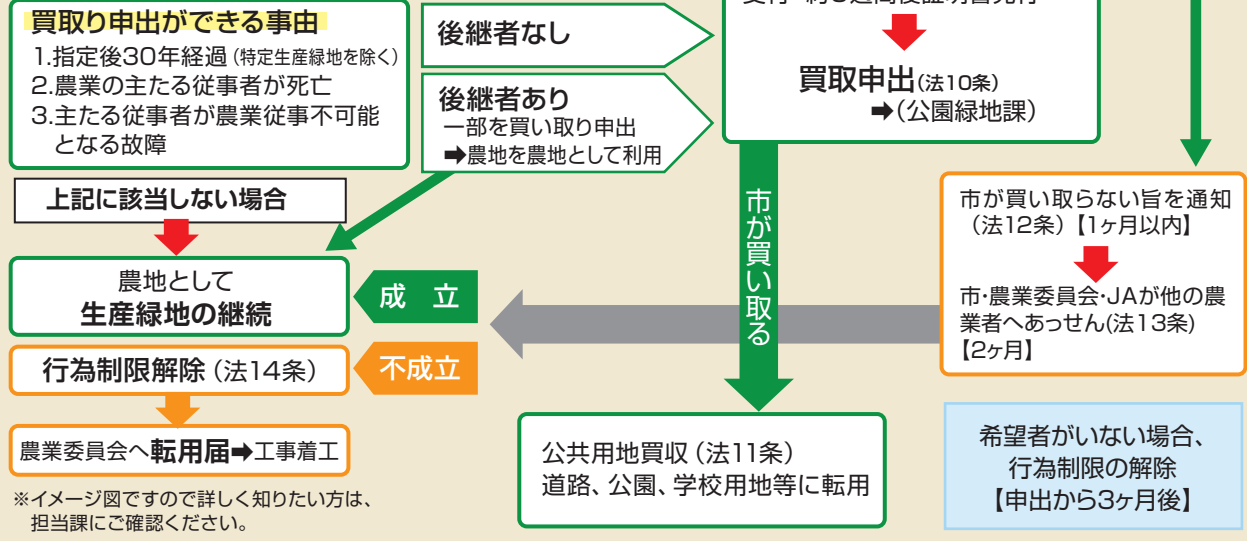 買取り申出ができる事由
1.指定後30年経過(特定生産緑地を除く)
2.農業の主たる従事者が死亡
3.主たる従事者が農業従事不可能
となる故障
後継者なし
後継者あり
一部を買い取り申出
➡農地を農地として利用
買取申出(法10条)
➡(公園緑地課)
上記に該当しない場合
農地として
生産緑地の継続
成 立
行為制限解除(法14条)
不成立
農業委員会へ転用届➡工事着工
※イメージ図ですので詳しく知りたい方は、
担当課にご確認ください。
市が買い取る
公共用地買収(法11条)
道路、公園、学校用地等に転用
市が買い取らない旨を通知
(法12条)【1ヶ月以内】
市・農業委員会・JAが他の農
業者へあっせん(法13条)
【2ヶ月】
希望者がいない場合、
行為制限の解除
【申出から3ヶ月後】